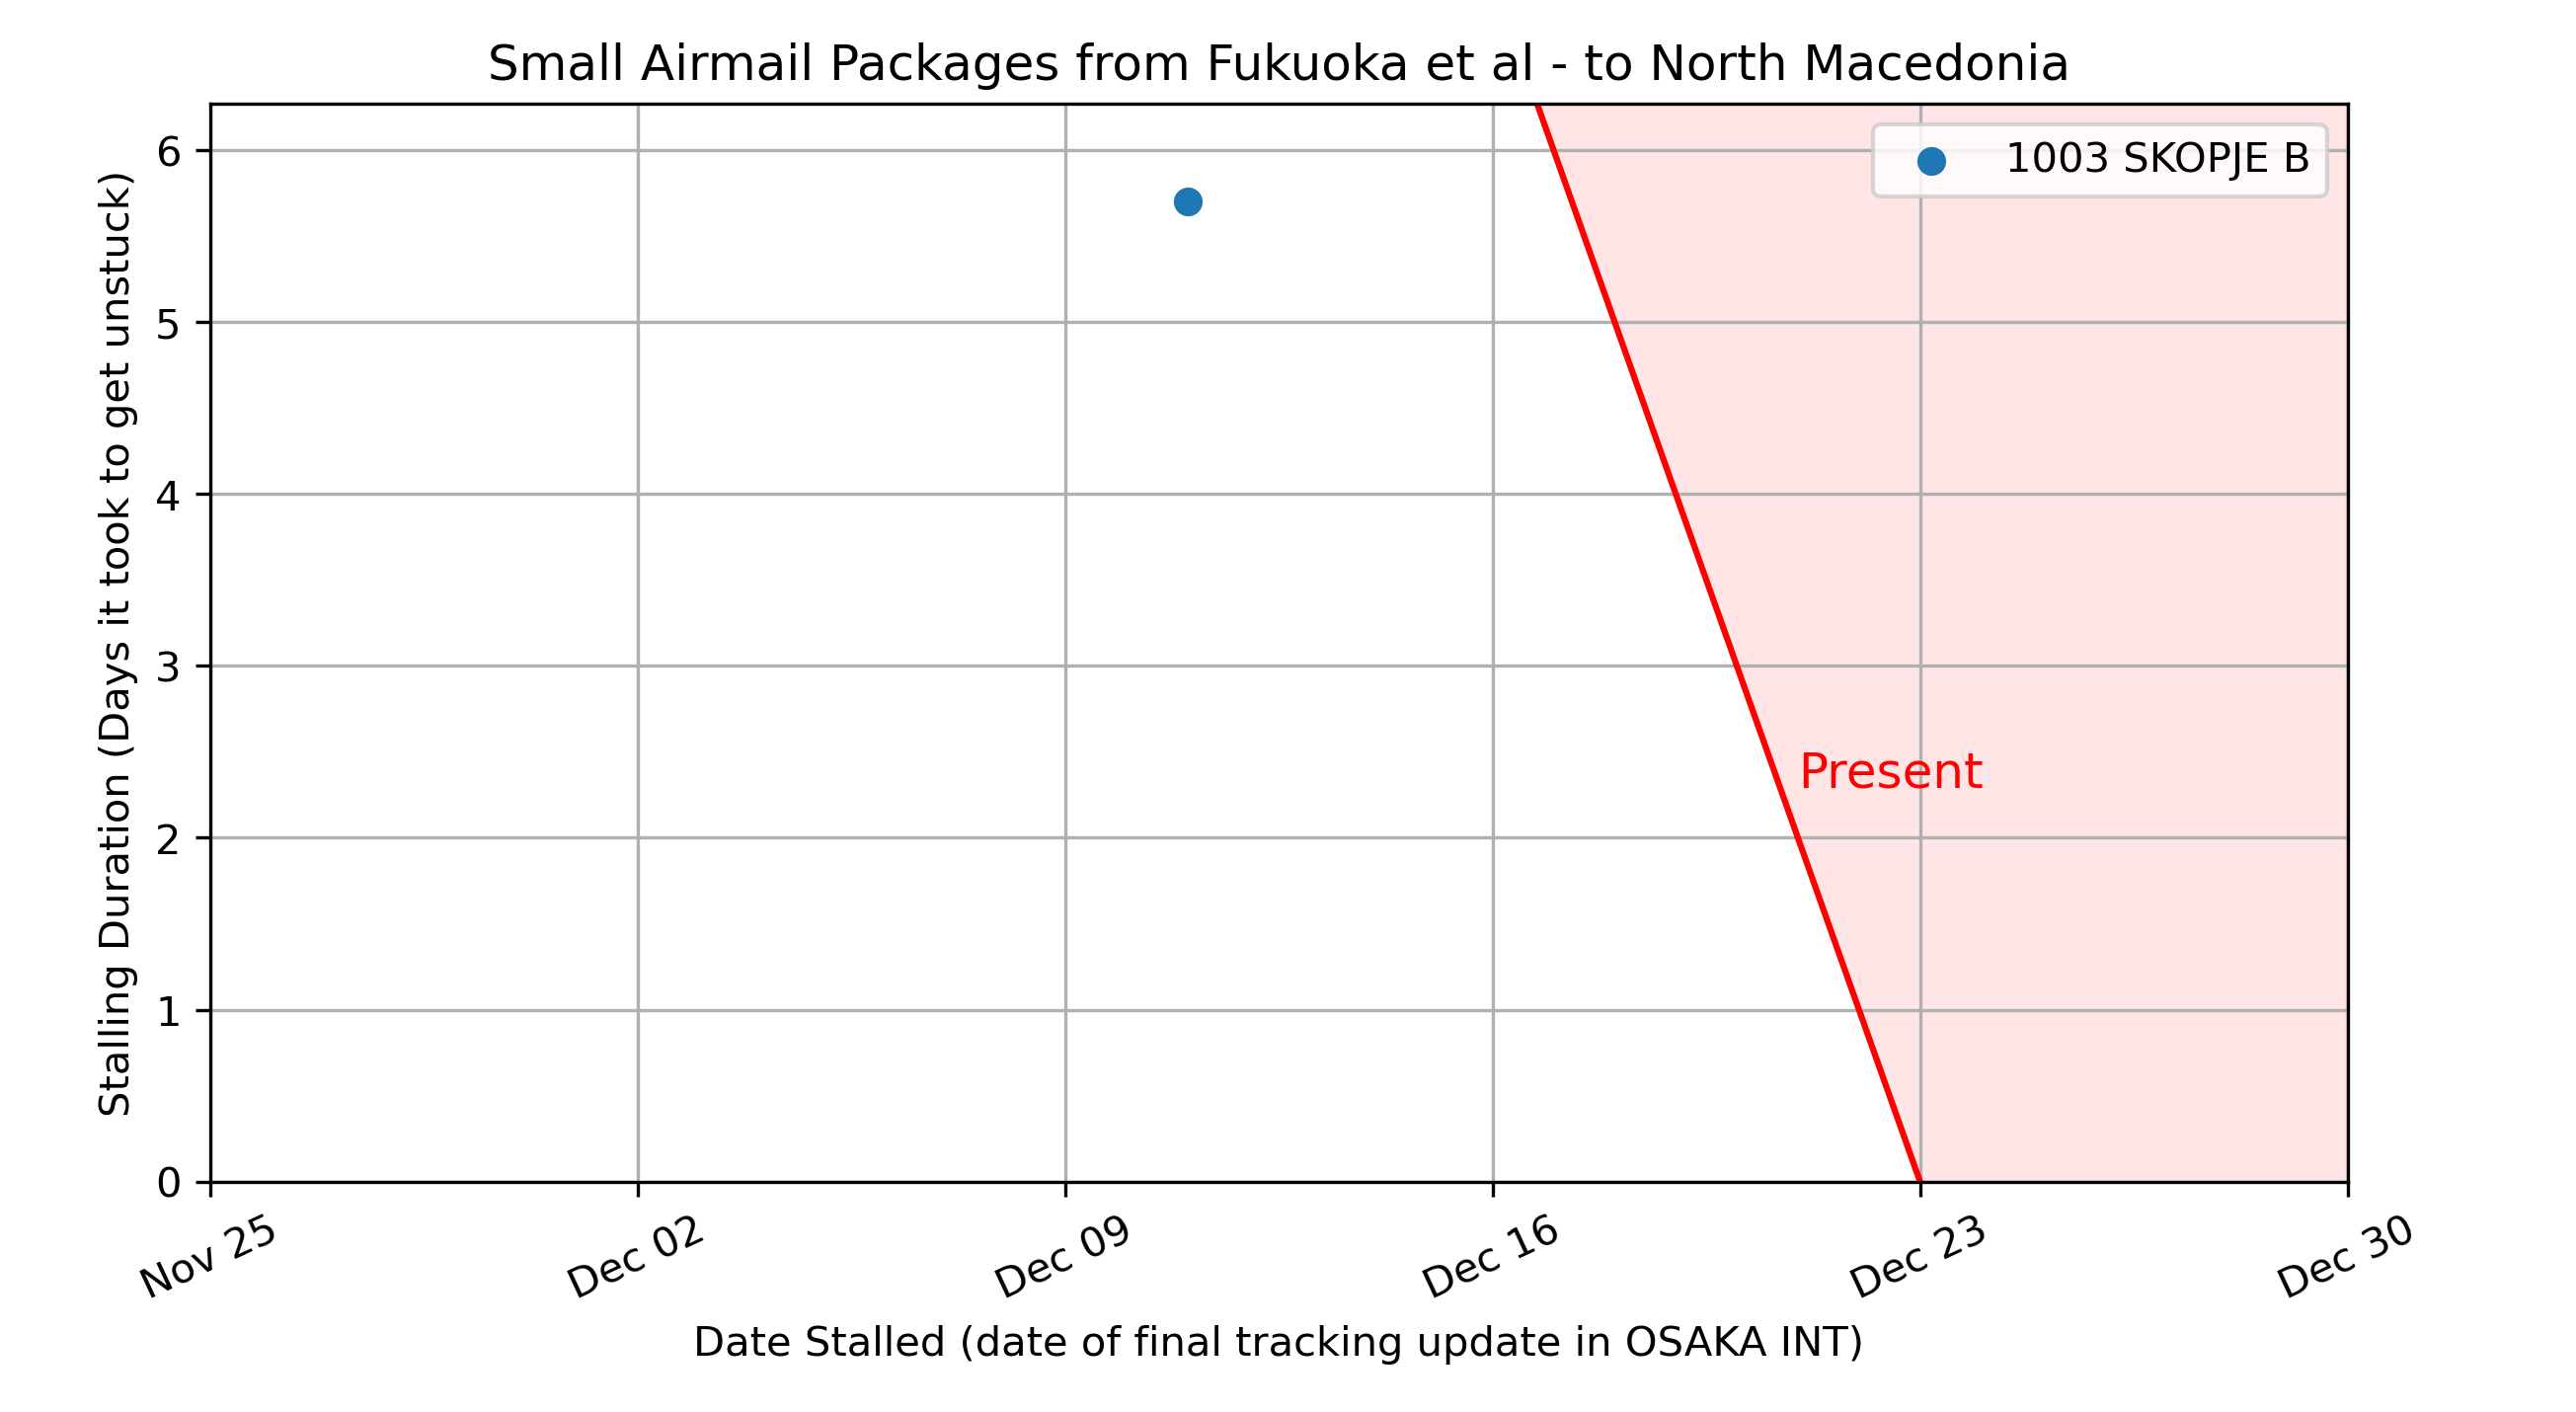 Small Airmail Packages from Fukuoka et al - to North Macedonia
1003 SKOPJE B
Stalling Duration (Days it took to get unstuck)
6
5
4
3
2
1
0
Present
Nov 25
Dec 02
Dec 09
Dec 16
Dec 23
Dec 30
Date Stalled (date of final tracking update in OSAKA INT)